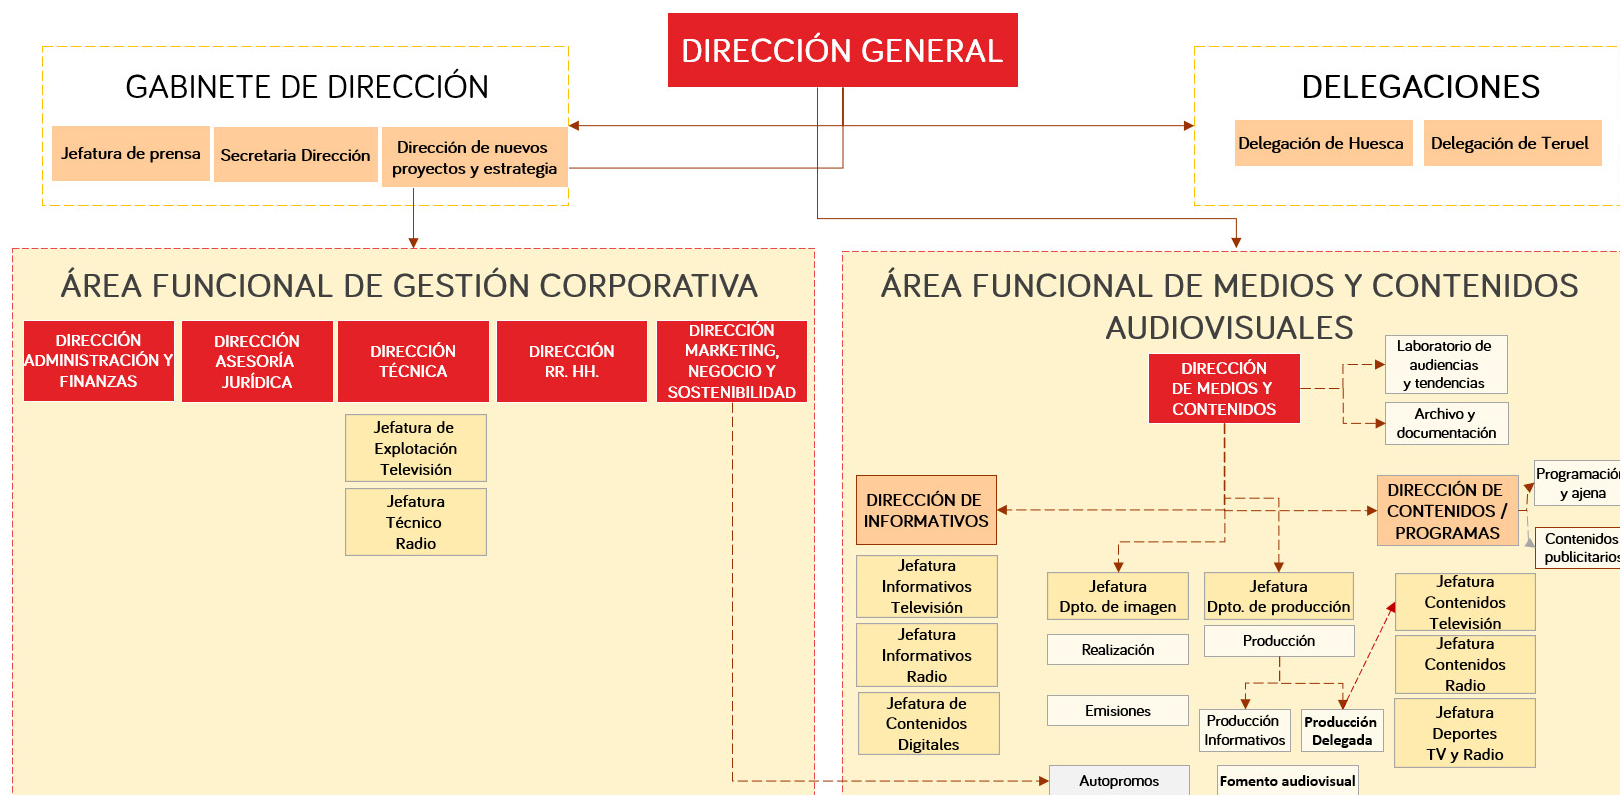 DIRECCIÓN GENERAL
GABINETE DE DIRECCIÓN
Jefatura de prensa
Secretaria Dirección
Dirección de nuevos
proyectos y estrategia
DELEGACIONES
Delegación de Huesca
Delegación de Teruel
ÁREA FUNCIONAL DE GESTIÓN CORPORATIVA
DIRECCIÓN
ADMINISTRACIÓN Y
FINANZAS
DIRECCIÓN
ASESORÍA
JURÍDICA
DIRECCIÓN
TÉCNICA
DIRECCIÓN
RR. HH.
DIRECCIÓN
MARKETING,
NEGOCIO Y
SOSTENIBILIDAD
Jefatura de
Explotación
Televisión
Jefatura
Técnico
Radio
ÁREA FUNCIONAL DE MEDIOS Y CONTENIDOS
AUDIOVISUALES
DIRECCIÓN
DE MEDIOS Y
CONTENIDOS
Laboratorio de
audiencias
y tendencias
Archivo y
documentación
DIRECCIÓN DE
INFORMATIVOS
DIRECCIÓN DE
CONTENIDOS /
PROGRAMAS
Programación
y ajena
Contenidos
publicitarios
Jefatura
Informativos
Televisión
Jefatura
Informativos
Radio
Jefatura de
Contenidos
Digitales
Jefatura
Dpto. de imagen
Realización
Emisiones
Autopromos
Jefatura
Dpto. de producción
Producción
Producción
Informativos
Producción
Delegada
Fomento audiovisual
Jefatura
Contenidos
Televisión
Jefatura
Contenidos
Radio
Jefatura
Deportes
TV y Radio